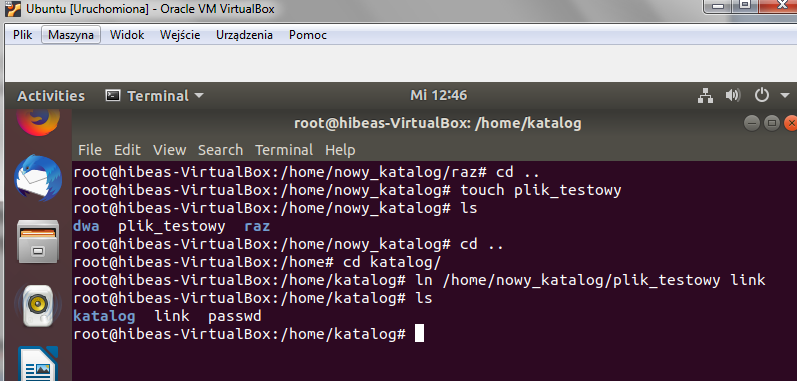 Ubuntu [Uruchomiona] - Oracle VM VirtualBox
Plik Maszyna Widok Wejście Urządzenia Pomoc
Activities Terminal Mi 12:46
root@hibeas-VirtualBox: /home/katalog
File Edit View Search Terminal Help
root@hibeas-VirtualBox:/home/nowy_katalog/raz# cd ..
root@hibeas-VirtualBox:/home/nowy_katalog# touch plik_testowy
root@hibeas-VirtualBox:/home/nowy_katalog# ls
dwa plik_testowy raz
root@hibeas-VirtualBox:/home/nowy_katalog# cd ..
root@hibeas-VirtualBox:/home# cd katalog/
root@hibeas-VirtualBox:/home/katalog# ln /home/nowy_katalog/plik_testowy link
root@hibeas-VirtualBox:/home/katalog# ls
katalog link passwd
root@hibeas-VirtualBox:/home/katalog#